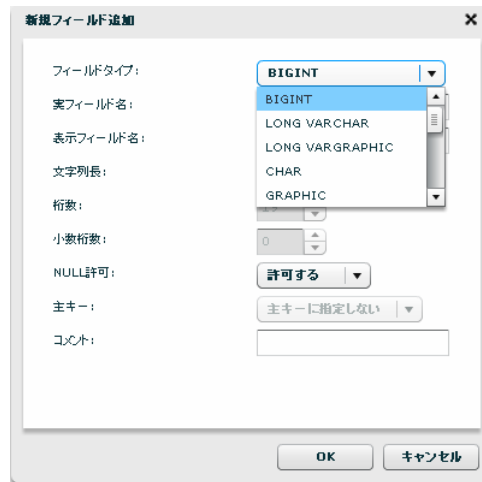 新規フィールド追加
フィールドタイプ: BIGINT
BIGINT
LONG VARCHAR
LONG VARGRAPHIC
CHAR
GRAPHIC
実フィールド名:
表示フィールド名:
文字列長:
桁数:
小数桁数: 0
NULL許可: 許可する
主キー: 主キーに指定しない
コメント:
OK キャンセル